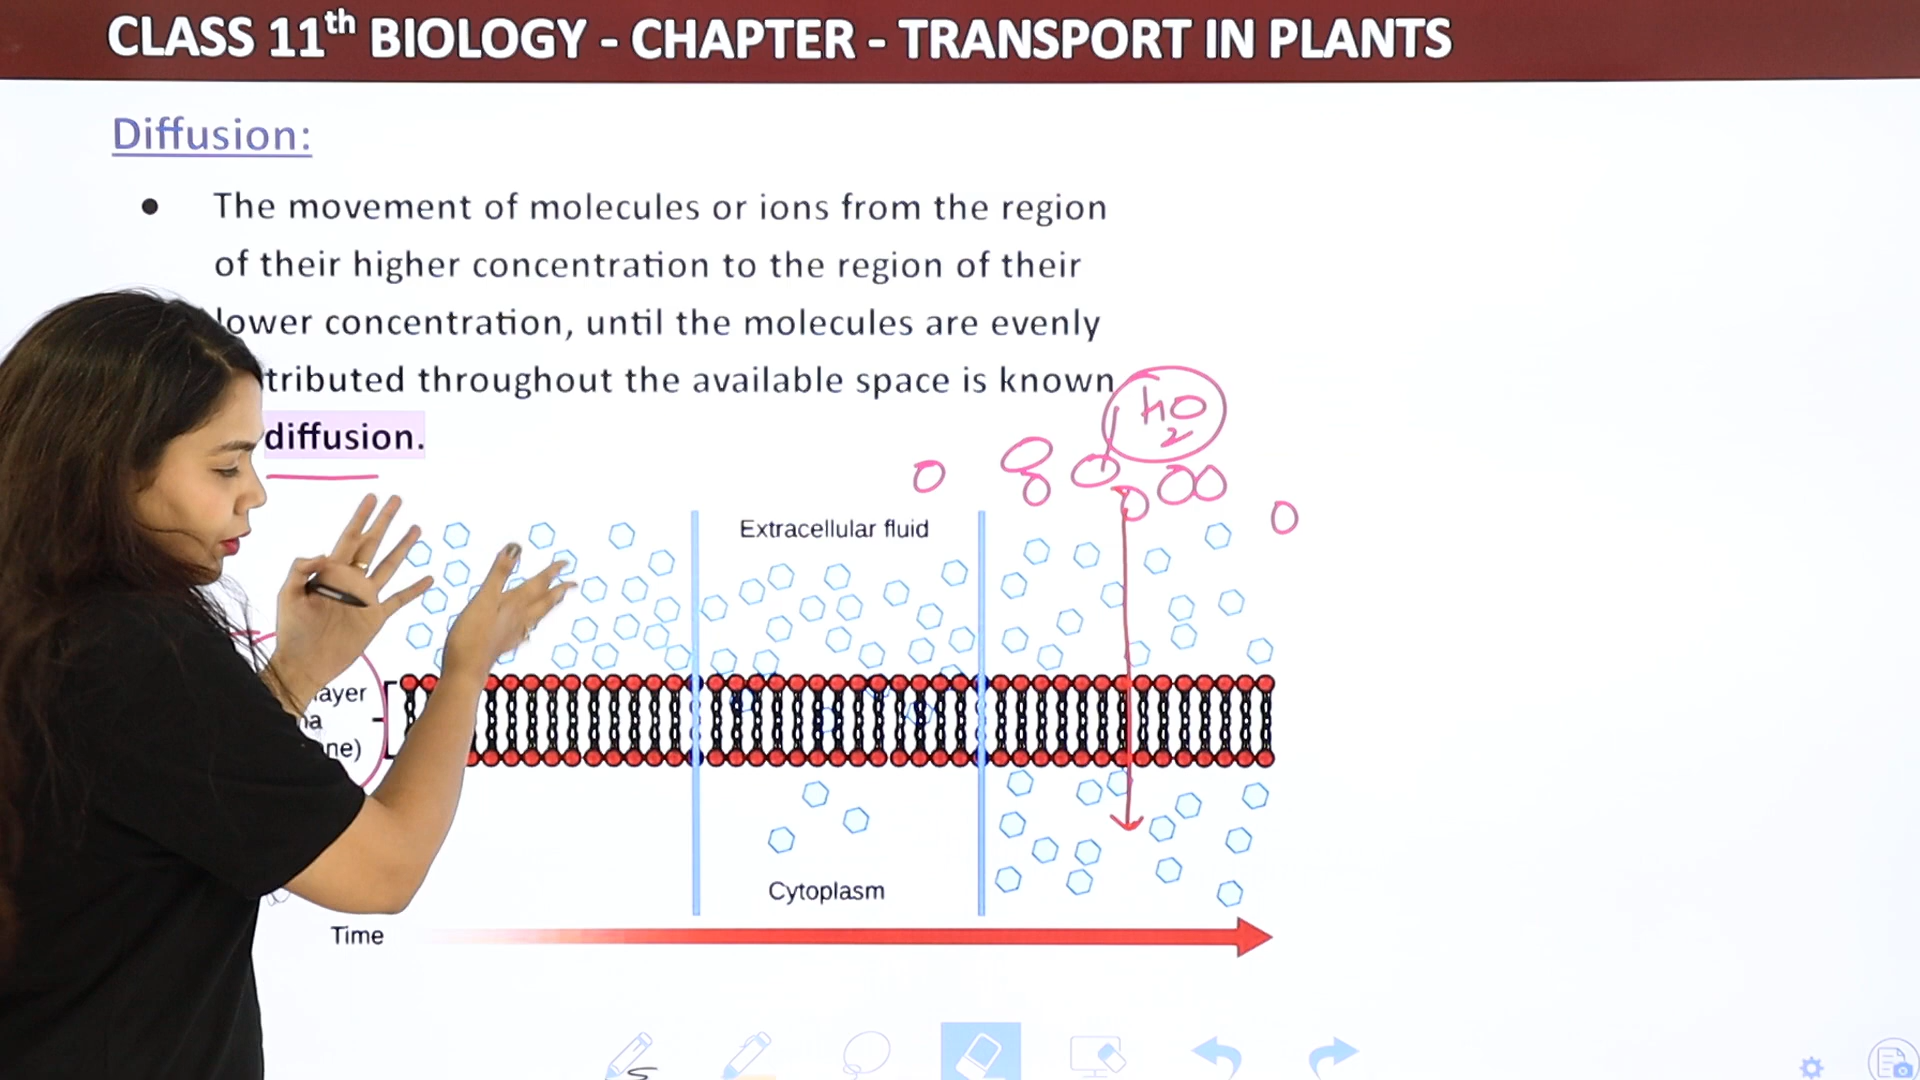 CLASS 11th BIOLOGY - CHAPTER - TRANSPORT IN PLANTS
Diffusion:
The movement of molecules or ions from the region
of their higher concentration to the region of their
lower concentration, until the molecules are evenly
tributed throughout the available space is known
diffusion.
H2O
Extracellular fluid
ayer
ne)
Cytoplasm
Time